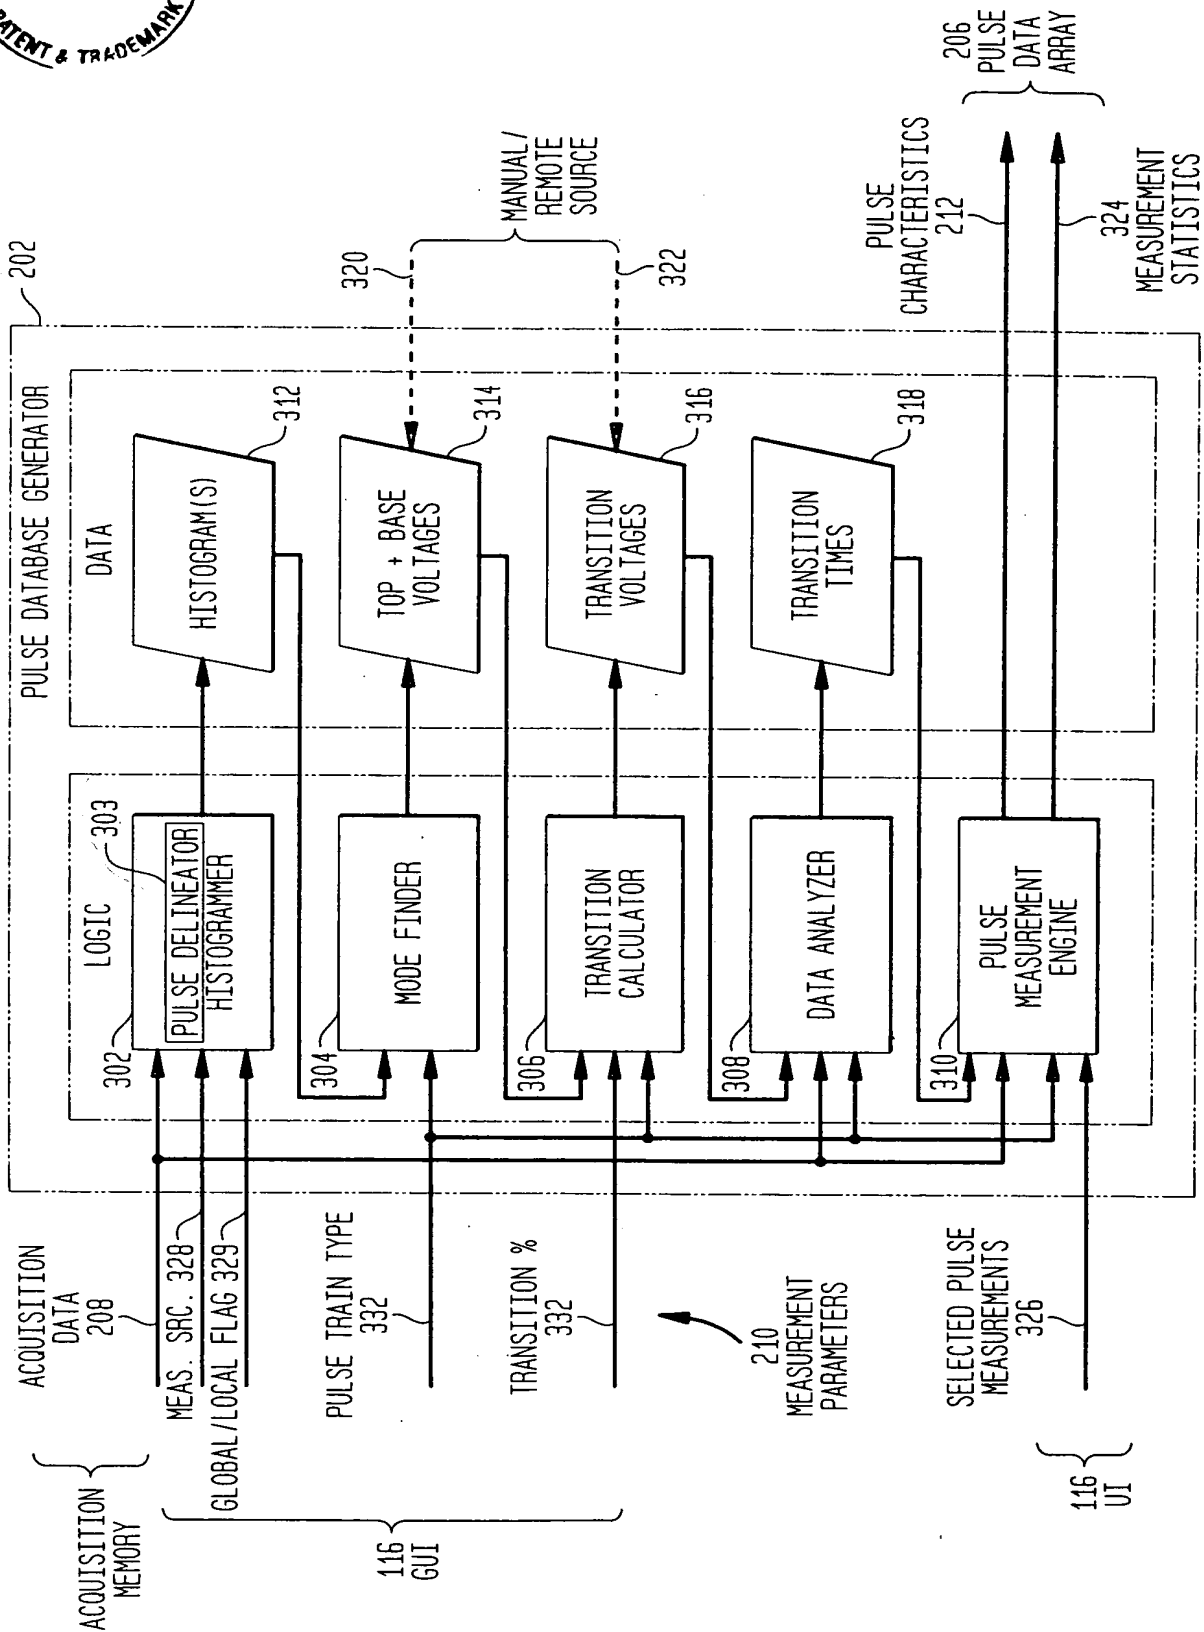 PATENT & TRADEMARK
ACQUISITION
MEMORY
ACQUISITION
DATA
208
MEAS. SRC. 328
GLOBAL/LOCAL FLAG 329
116
GUI
PULSE TRAIN TYPE
332
TRANSITION %
332
210
MEASUREMENT
PARAMETERS
SELECTED PULSE
MEASUREMENTS
326
116
UI
PULSE DATABASE GENERATOR
202
LOGIC
303
302
PULSE DELINEATOR
HISTOGRAMMER
304
MODE FINDER
306
TRANSITION
CALCULATOR
308
DATA ANALYZER
310
PULSE
MEASUREMENT
ENGINE
DATA
HISTOGRAM(S)
312
TOP + BASE
VOLTAGES
314
TRANSITION
VOLTAGES
316
TRANSITION
TIMES
318
320
322
MANUAL/
REMOTE
SOURCE
PULSE
CHARACTERISTICS
212
324
MEASUREMENT
STATISTICS
206
PULSE
DATA
ARRAY